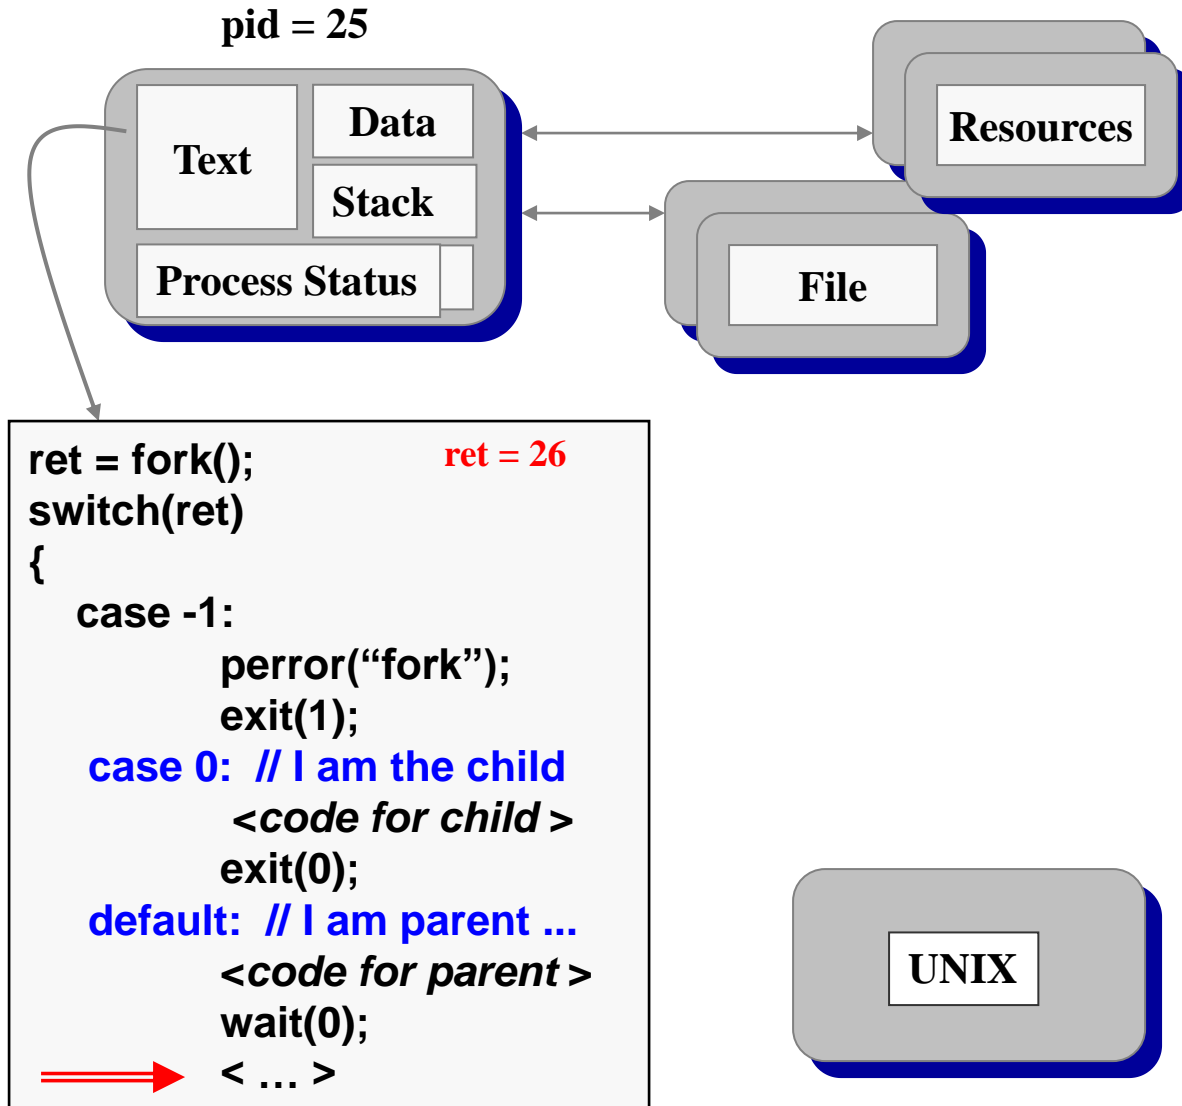 pid = 25
Text
Data
Stack
Process Status
Resources
File
ret = fork();
ret = 26
switch(ret)
{
case -1:
perror(“fork”);
exit(1);
case 0:  // I am the child
<code for child >
exit(0);
default:  // I am parent ...
<code for parent >
wait(0);
< … >
UNIX